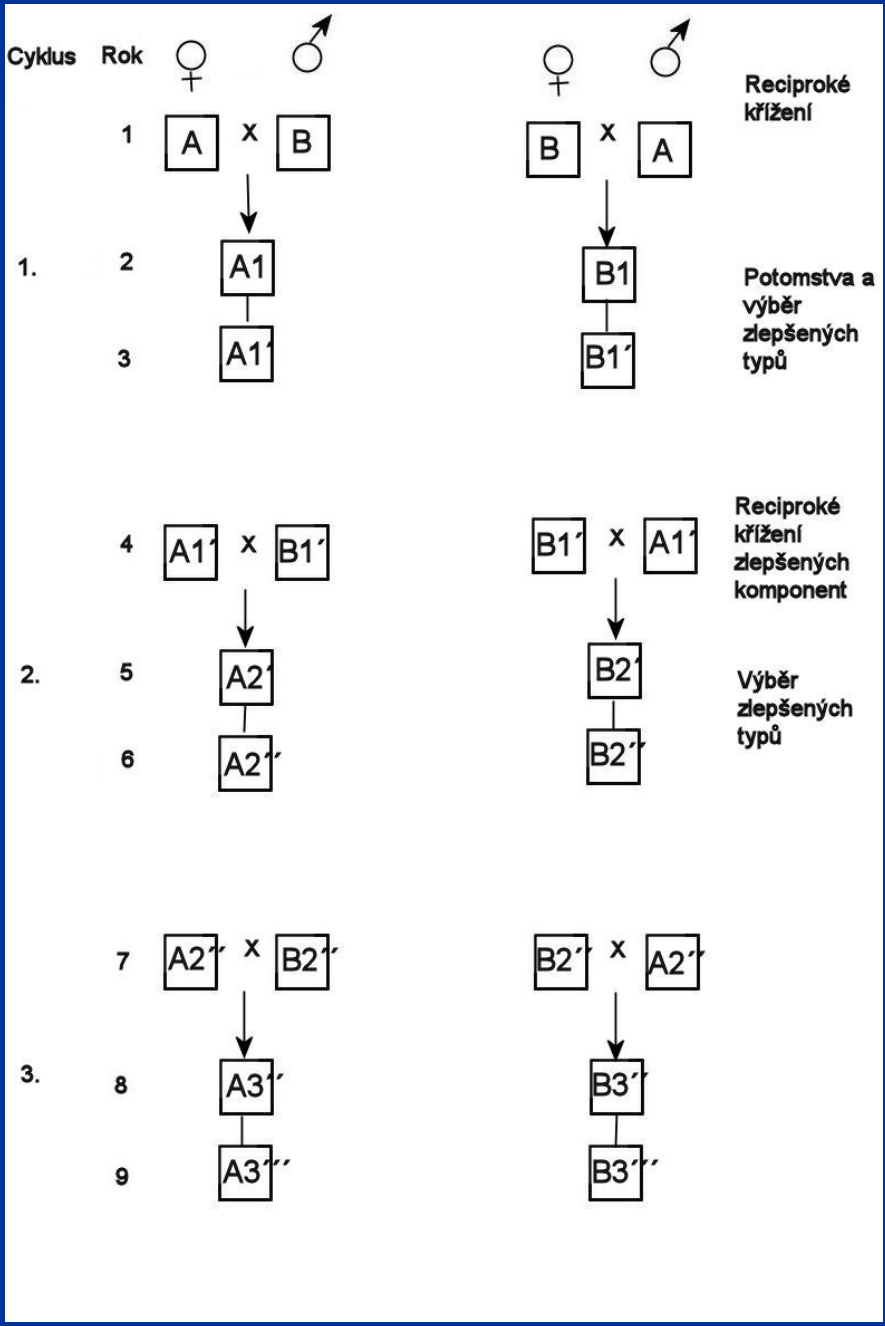 Cyklus Rok ♀ ♂ ♀ ♂
Reciproké
křížení
1 A x B B x A
1.
2 A1 B1
Potomstva a
výběr
zlepšených
typů
3 A1´ B1´
Reciproké
křížení
zlepšených
komponent
4 A1´ x B1´ B1´ x A1´
2.
5 A2´ B2´
Výběr
zlepšených
typů
6 A2´´ B2´´
7 A2´´ x B2´´ B2´´ x A2´´
3.
8 A3´´ B3´´
9 A3´´´ B3´´´